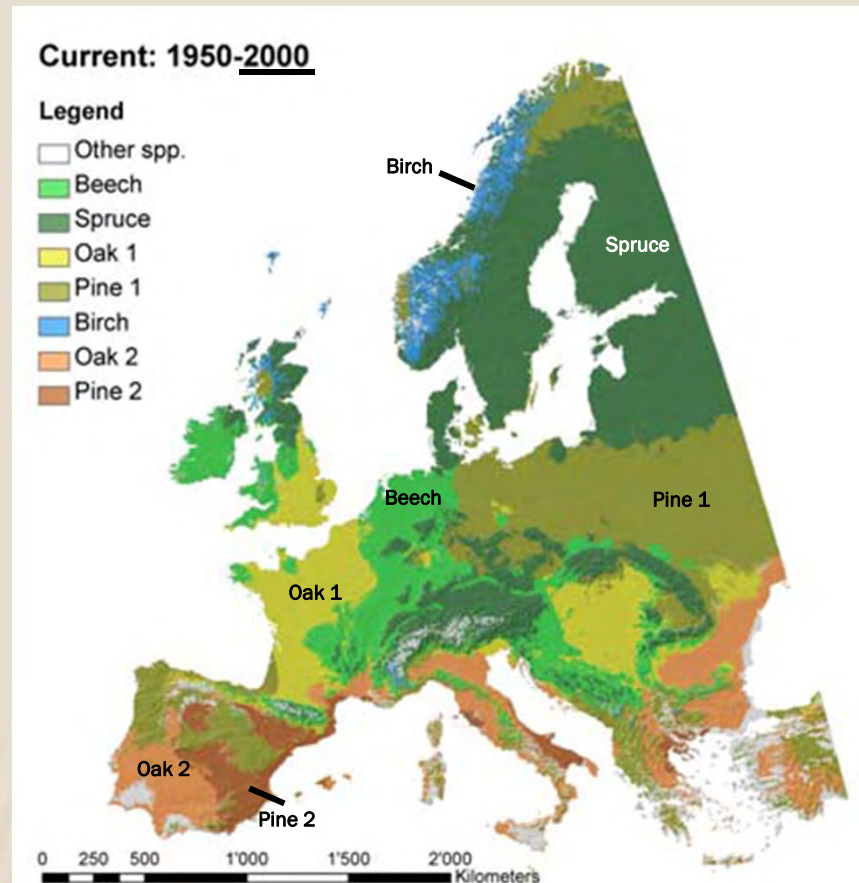 Current: 1950-2000
Legend
Other spp.
Beech
Spruce
Oak 1
Pine 1
Birch
Oak 2
Pine 2
Birch
Spruce
Beech
Pine 1
Oak 1
Oak 2
Pine 2
0 250 500 1'000 1'500 2'000
Kilometers